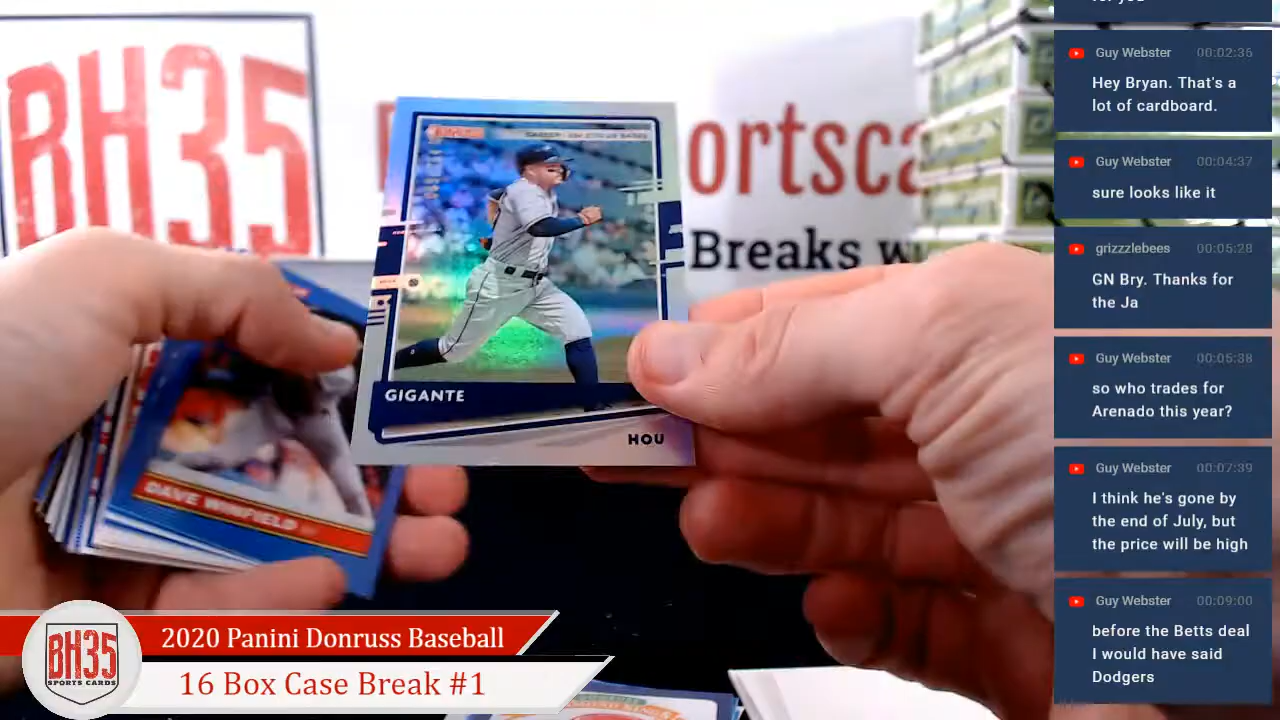 BH35
ortsca
Breaks w
GIGANTE
HOU
DAVE WINFIELD
BH35
SPORTS CARDS
2020 Panini Donruss Baseball
16 Box Case Break #1
Guy Webster 00:02:36
Hey Bryan. That's a
lot of cardboard.
Guy Webster 00:04:37
sure looks like it
grizzzlebees 00:05:28
GN Bry. Thanks for
the Ja
Guy Webster 00:05:38
so who trades for
Arenado this year?
Guy Webster 00:07:39
I think he's gone by
the end of July, but
the price will be high
Guy Webster 00:09:00
before the Betts deal
I would have said
Dodgers